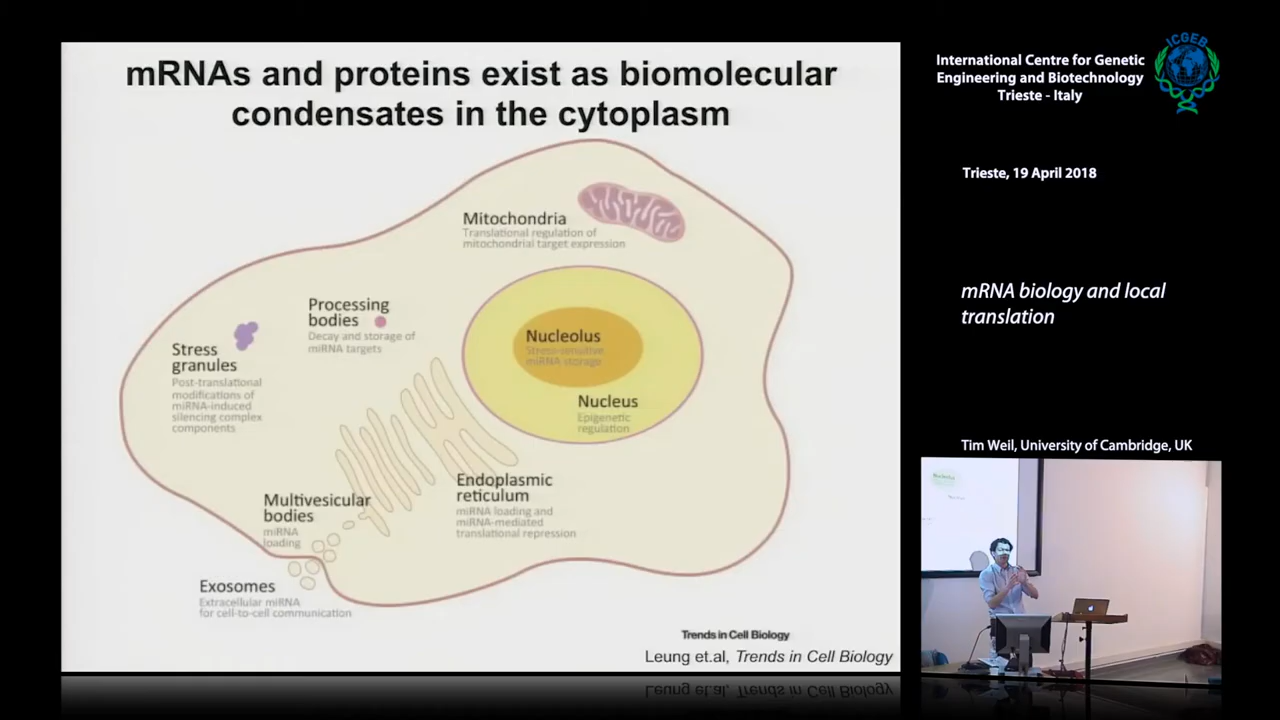 mRNAs and proteins exist as biomolecular
condensates in the cytoplasm
Mitochondria
Translational regulation of
mitochondrial target expression
Processing
bodies
Decay and storage of
miRNA targets
Stress
granules
Post-translational
modifications of
miRNA-induced
silencing complex
components
Nucleolus
Stress-sensitive
miRNA storage
Nucleus
Epigenetic
regulation
Endoplasmic
reticulum
miRNA loading and
miRNA-mediated
translational repression
Multivesicular
bodies
miRNA
loading
Exosomes
Extracellular miRNA
for cell-to-cell communication
Trends in Cell Biology
Leung et.al, Trends in Cell Biology
International Centre for Genetic
Engineering and Biotechnology
Trieste - Italy
ICGEB
Trieste, 19 April 2018
mRNA biology and local
translation
Tim Weil, University of Cambridge, UK
Nucleolus